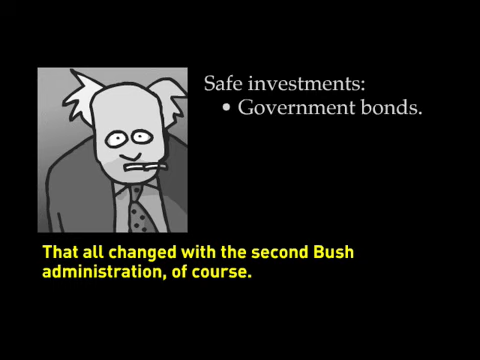 Safe investments:
• Government bonds.
That all changed with the second Bush
administration, of course.